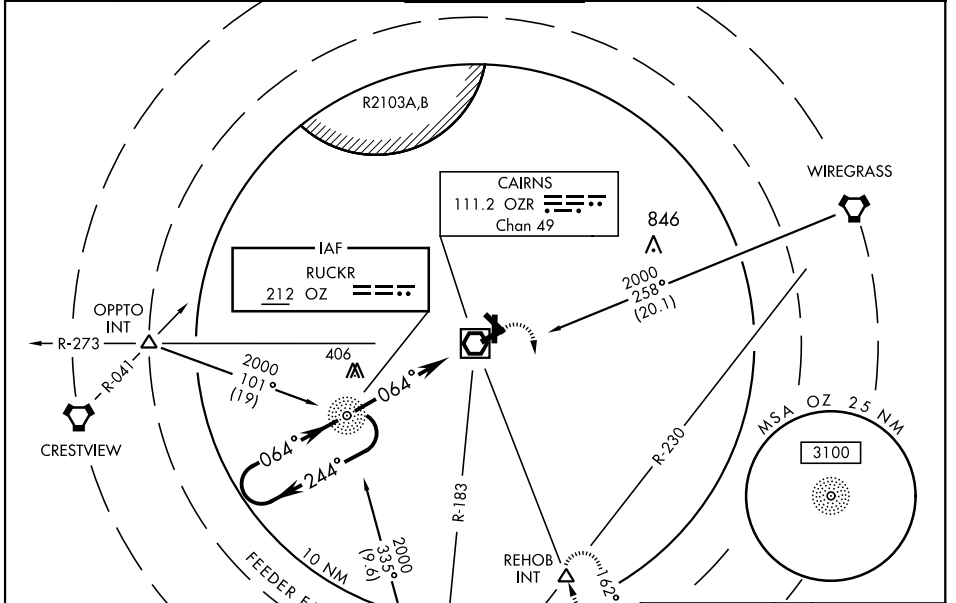 R2103A,B
CAIRNS
111.2 OZR
Chan 49
WIREGRASS
846
2000
258°
(20.1)
IAF
RUCKR
212 OZ
OPPTO
INT
R-273
R-041
CRESTVIEW
2000
101°
(19)
406
064°
064°
244°
R-230
R-183
MSA OZ 25 NM
3100
2000
335°
(9.6)
REHOB
INT
162°
10 NM
FEEDER